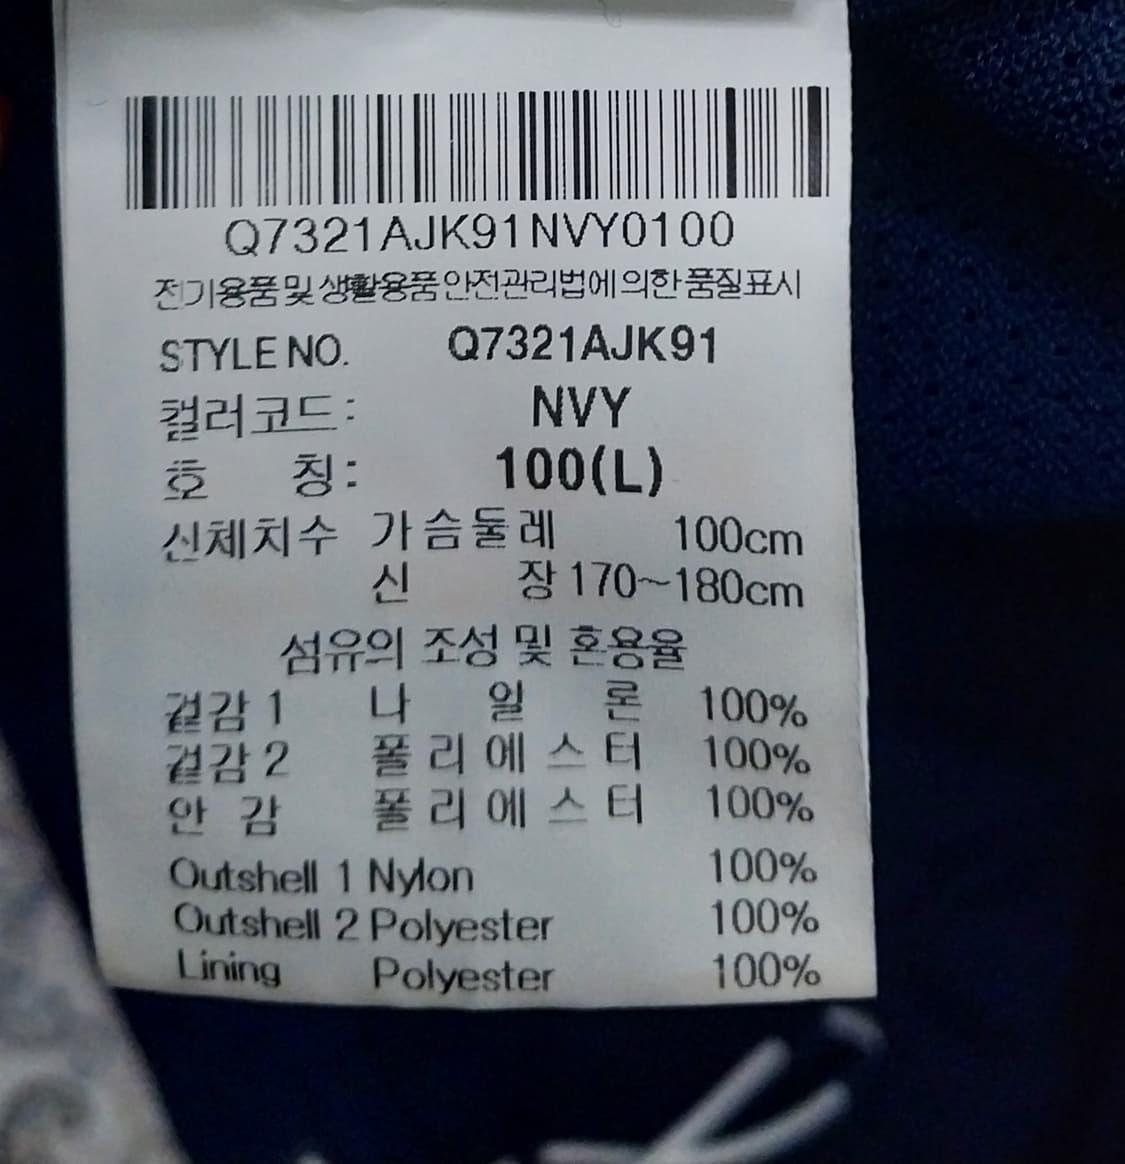 Q7321AJK91NVY0100
전기용품 및 생활용품 안전관리법에 의한 품질표시
STYLE NO. Q7321AJK91
컬러코드 : NVY
호 칭 : 100(L)
신체치수 가슴둘레 100cm
신 장 170~180cm
섬유의 조성 및 혼용율
겉감 1 나 일 론 100%
겉감 2 폴 리 에 스 터 100%
안 감 폴 리 에 스 터 100%
Outshell 1 Nylon 100%
Outshell 2 Polyester 100%
Lining Polyester 100%